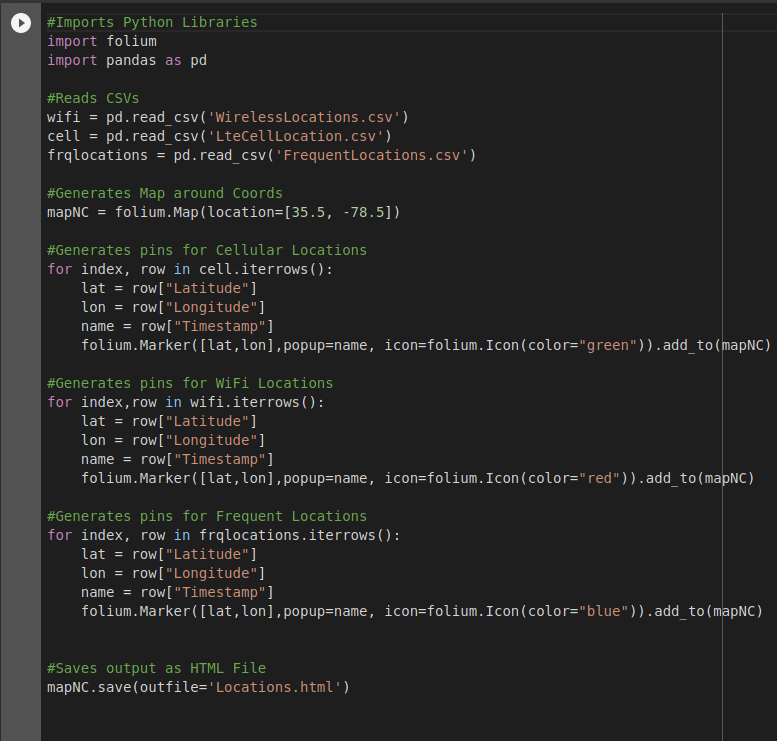 #Imports Python Libraries
import folium
import pandas as pd
#Reads CSVs
wifi = pd.read_csv('WirelessLocations.csv')
cell = pd.read_csv('LteCellLocation.csv')
frqlocations = pd.read_csv('FrequentLocations.csv')
#Generates Map around Coords
mapNC = folium.Map(location=[35.5, -78.5])
#Generates pins for Cellular Locations
for index, row in cell.iterrows():
    lat = row["Latitude"]
    lon = row["Longitude"]
    name = row["Timestamp"]
    folium.Marker([lat,lon],popup=name, icon=folium.Icon(color="green")).add_to(mapNC)
#Generates pins for WiFi Locations
for index,row in wifi.iterrows():
    lat = row["Latitude"]
    lon = row["Longitude"]
    name = row["Timestamp"]
    folium.Marker([lat,lon],popup=name, icon=folium.Icon(color="red")).add_to(mapNC)
#Generates pins for Frequent Locations
for index, row in frqlocations.iterrows():
    lat = row["Latitude"]
    lon = row["Longitude"]
    name = row["Timestamp"]
    folium.Marker([lat,lon],popup=name, icon=folium.Icon(color="blue")).add_to(mapNC)
#Saves output as HTML File
mapNC.save(outfile='Locations.html')